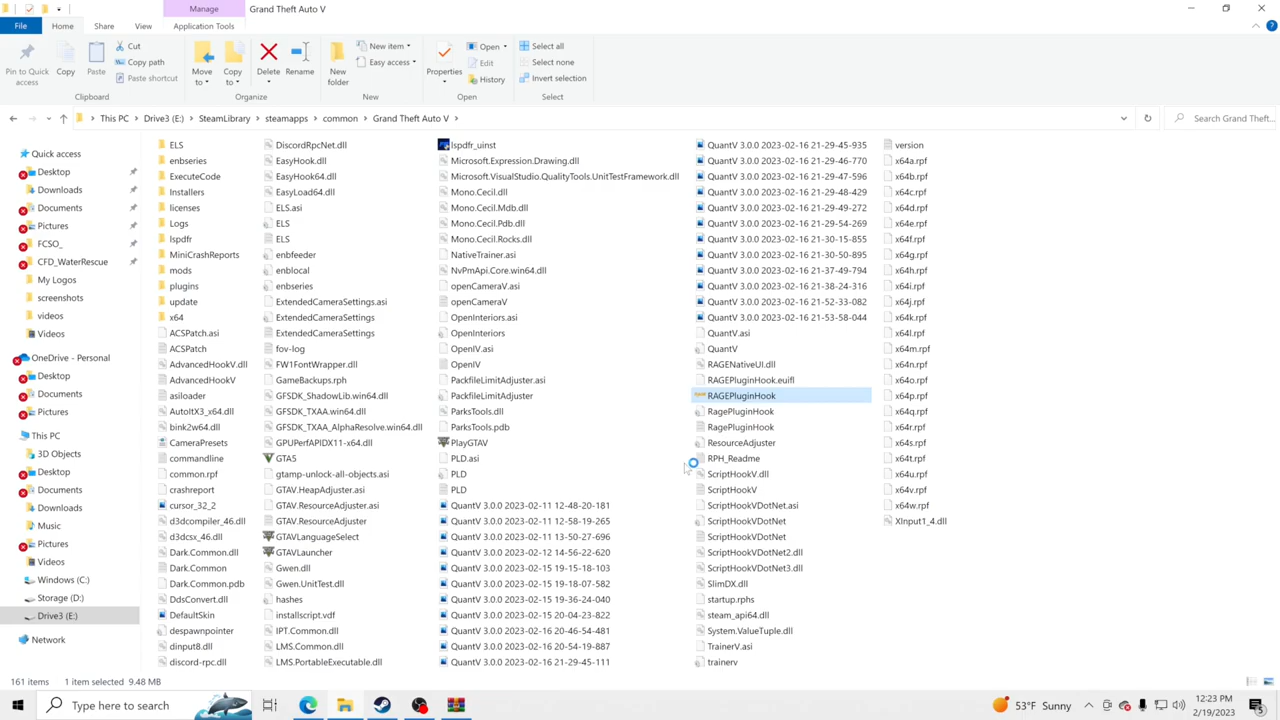 Manage
Grand Theft Auto V
File
Home
Share
View
Application Tools
Pin to Quick access
Copy
Paste
Cut
Copy path
Paste shortcut
Clipboard
Move to
Copy to
Delete
Rename
Organize
New folder
New item
Easy access
New
Properties
Open
Edit
History
Open
Select all
Select none
Invert selection
Select
This PC
Drive3 (E:)
SteamLibrary
steamapps
common
Grand Theft Auto V
Search Grand Theft...
Quick access
Desktop
Downloads
Documents
Pictures
FCSO_
CFD_WaterRescue
My Logos
screenshots
videos
Videos
OneDrive - Personal
Desktop
Documents
Pictures
This PC
3D Objects
Desktop
Documents
Downloads
Music
Pictures
Videos
Windows (C:)
Storage (D:)
Drive3 (E:)
Network
ELS
enbseries
ExecuteCode
Installers
licenses
Logs
lspdfr
MiniCrashReports
mods
plugins
update
x64
ACSPatch.asi
ACSPatch
AdvancedHookV.dll
AdvancedHookV
asiloader
AutoItX3_x64.dll
bink2w64.dll
CameraPresets
commandline
common.rpf
crashreport
cursor_32_2
d3dcompiler_46.dll
d3dcsx_46.dll
Dark.Common.dll
Dark.Common
Dark.Common.pdb
DdsConvert.dll
DefaultSkin
despawnpointer
dinput8.dll
discord-rpc.dll
DiscordRpcNet.dll
EasyHook.dll
EasyHook64.dll
EasyLoad64.dll
ELS.asi
ELS
ELS
enbfeeder
enblocal
enbseries
ExtendedCameraSettings.asi
ExtendedCameraSettings
ExtendedCameraSettings
fov-log
FW1FontWrapper.dll
GameBackups.rph
GFSDK_ShadowLib.win64.dll
GFSDK_TXAA.win64.dll
GFSDK_TXAA_AlphaResolve.win64.dll
GPUPerfAPIDX11-x64.dll
GTA5
gtamp-unlock-all-objects.asi
GTAV.HeapAdjuster.asi
GTAV.ResourceAdjuster.asi
GTAV.ResourceAdjuster
GTAVLanguageSelect
GTAVLauncher
Gwen.dll
Gwen.UnitTest.dll
hashes
installscript.vdf
IPT.Common.dll
LMS.Common.dll
LMS.PortableExecutable.dll
lspdfr_uinst
Microsoft.Expression.Drawing.dll
Microsoft.VisualStudio.QualityTools.UnitTestFramework.dll
Mono.Cecil.dll
Mono.Cecil.Mdb.dll
Mono.Cecil.Pdb.dll
Mono.Cecil.Rocks.dll
NativeTrainer.asi
NvPmApi.Core.win64.dll
openCameraV.asi
openCameraV
OpenInteriors.asi
OpenInteriors
OpenIV.asi
OpenIV
PackfileLimitAdjuster.asi
PackfileLimitAdjuster
ParksTools.dll
ParksTools.pdb
PlayGTAV
PLD.asi
PLD
PLD
QuantV 3.0.0 2023-02-11 12-48-20-181
QuantV 3.0.0 2023-02-11 12-58-19-265
QuantV 3.0.0 2023-02-11 13-50-27-696
QuantV 3.0.0 2023-02-12 14-56-22-620
QuantV 3.0.0 2023-02-15 19-15-18-103
QuantV 3.0.0 2023-02-15 19-18-07-582
QuantV 3.0.0 2023-02-15 19-36-24-040
QuantV 3.0.0 2023-02-15 20-04-23-822
QuantV 3.0.0 2023-02-16 20-46-54-481
QuantV 3.0.0 2023-02-16 20-54-19-887
QuantV 3.0.0 2023-02-16 21-29-45-111
QuantV 3.0.0 2023-02-16 21-29-45-935
QuantV 3.0.0 2023-02-16 21-29-46-770
QuantV 3.0.0 2023-02-16 21-29-47-596
QuantV 3.0.0 2023-02-16 21-29-48-429
QuantV 3.0.0 2023-02-16 21-29-49-272
QuantV 3.0.0 2023-02-16 21-29-54-269
QuantV 3.0.0 2023-02-16 21-30-15-855
QuantV 3.0.0 2023-02-16 21-30-50-895
QuantV 3.0.0 2023-02-16 21-37-49-794
QuantV 3.0.0 2023-02-16 21-38-24-316
QuantV 3.0.0 2023-02-16 21-52-33-082
QuantV 3.0.0 2023-02-16 21-53-58-044
QuantV.asi
QuantV
RAGENativeUI.dll
RAGEPluginHook.euifl
RAGEPluginHook
RagePluginHook
RagePluginHook
ResourceAdjuster
RPH_Readme
ScriptHookV.dll
ScriptHookV
ScriptHookVDotNet.asi
ScriptHookVDotNet
ScriptHookVDotNet
ScriptHookVDotNet2.dll
ScriptHookVDotNet3.dll
SlimDX.dll
startup.rphs
steam_api64.dll
System.ValueTuple.dll
TrainerV.asi
trainerv
version
x64a.rpf
x64b.rpf
x64c.rpf
x64d.rpf
x64e.rpf
x64f.rpf
x64g.rpf
x64h.rpf
x64i.rpf
x64j.rpf
x64k.rpf
x64l.rpf
x64m.rpf
x64n.rpf
x64o.rpf
x64p.rpf
x64q.rpf
x64r.rpf
x64s.rpf
x64t.rpf
x64u.rpf
x64v.rpf
x64w.rpf
XInput1_4.dll
161 items
1 item selected 9.48 MB
Type here to search
53°F Sunny
12:23 PM
2/19/2023
5